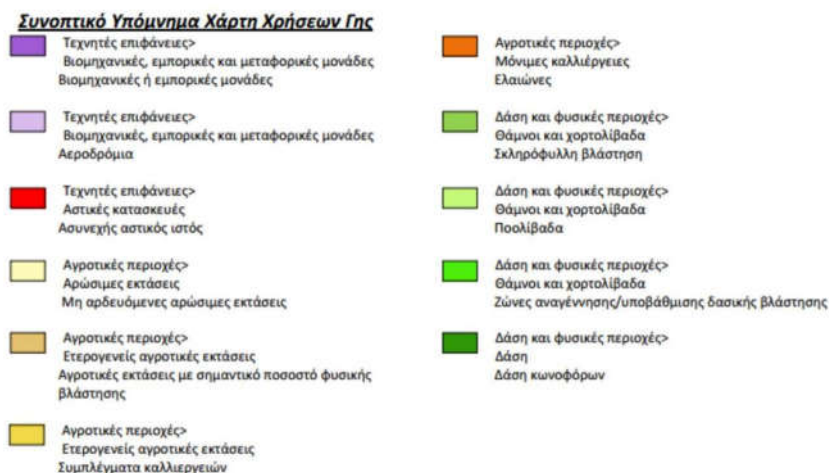 Συνοπτικό Υπόμνημα Χάρτη Χρήσεων Γης
Τεχνητές επιφάνειες>
Βιομηχανικές, εμπορικές και μεταφορικές μονάδες
Βιομηχανικές ή εμπορικές μονάδες
Τεχνητές επιφάνειες>
Βιομηχανικές, εμπορικές και μεταφορικές μονάδες
Αεροδρόμια
Τεχνητές επιφάνειες>
Αστικές κατασκευές
Ασυνεχής αστικός ιστός
Αγροτικές περιοχές>
Αρώσιμες εκτάσεις
Μη αρδευόμενες αρώσιμες εκτάσεις
Αγροτικές περιοχές>
Ετερογενείς αγροτικές εκτάσεις
Αγροτικές εκτάσεις με σημαντικό ποσοστό φυσικής
βλάστησης
Αγροτικές περιοχές>
Ετερογενείς αγροτικές εκτάσεις
Συμπλέγματα καλλιεργειών
Αγροτικές περιοχές>
Μόνιμες καλλιέργειες
Ελαιώνες
Δάση και φυσικές περιοχές>
Θάμνοι και χορτολίβαδα
Σκληρόφυλλη βλάστηση
Δάση και φυσικές περιοχές>
Θάμνοι και χορτολίβαδα
Ποολίβαδα
Δάση και φυσικές περιοχές>
Θάμνοι και χορτολίβαδα
Ζώνες αναγέννησης/υποβάθμισης δασικής βλάστησης
Δάση και φυσικές περιοχές>
Δάση
Δάση κωνοφόρων